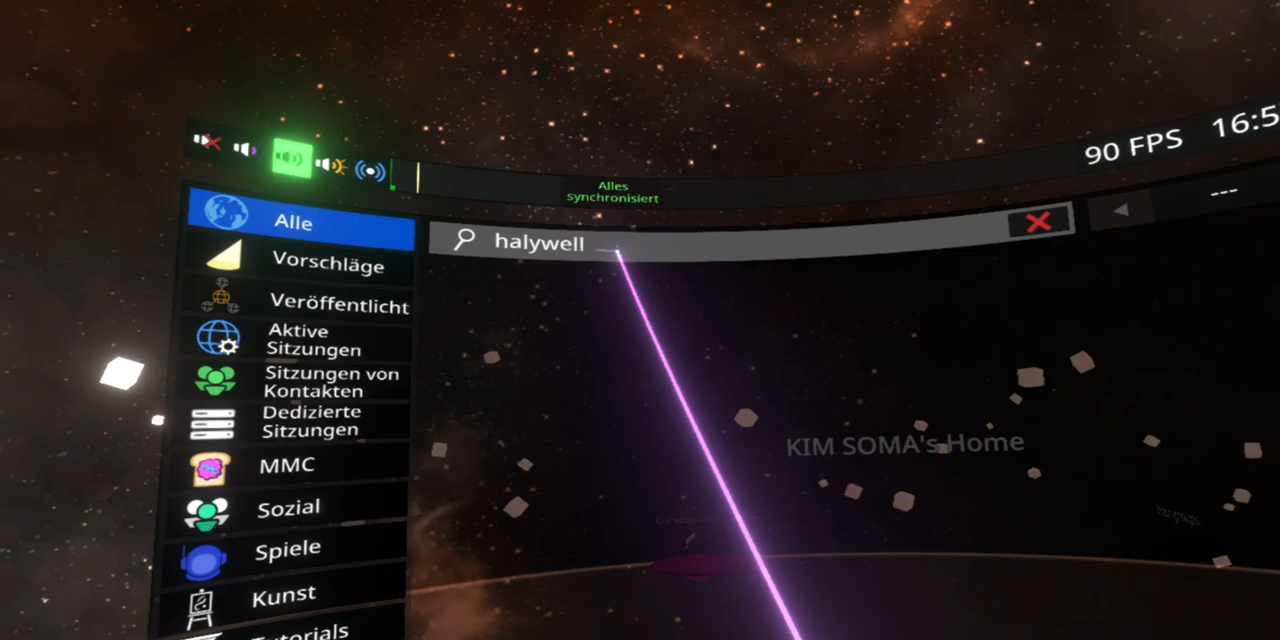 90 FPS 16:5
---
Alles
synchronisiert
Alle
halywell
Vorschläge
Veröffentlicht
Aktive
Sitzungen
Sitzungen von
Kontakten
Dedizierte
Sitzungen
MMC
Sozial
Spiele
Kunst
Tutorials
KIM SOMA's Home